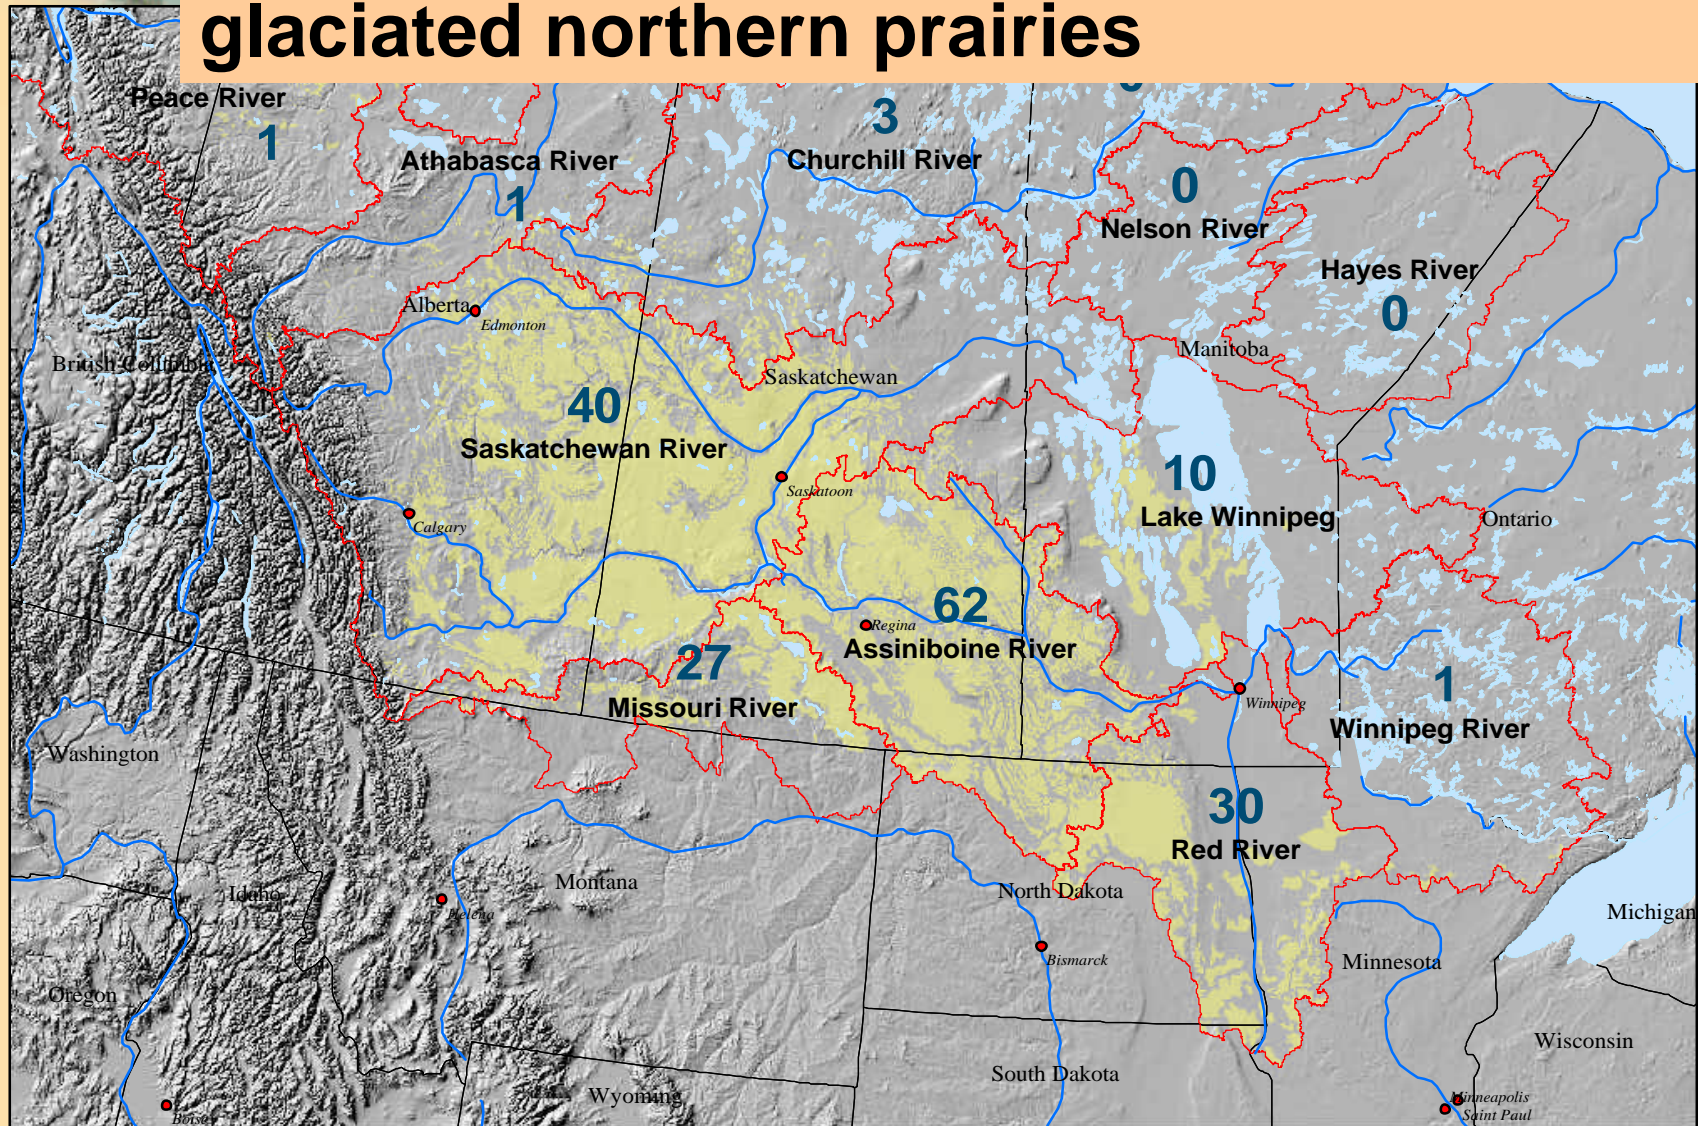 glaciated northern prairies
Peace River
1
Athabasca River
1
3
Churchill River
0
Nelson River
Hayes River
0
Alberta
Edmonton
British Columbia
Manitoba
Saskatchewan
40
Saskatchewan River
10
Lake Winnipeg
Saskatoon
Calgary
Ontario
62
Regina
Assiniboine River
27
Missouri River
1
Winnipeg River
Winnipeg
Washington
30
Red River
Idaho
Helena
Montana
North Dakota
Michigan
Bismarck
Minnesota
Oregon
Wisconsin
South Dakota
Wyoming
Boise
Minneapolis
Saint Paul